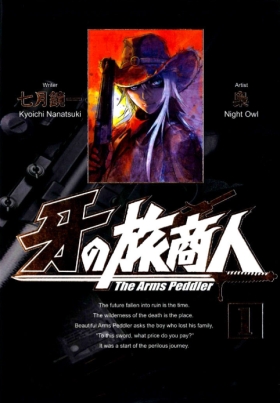 Writer
七月鏡一
Kyoichi Nanatsuki
Artist
梟
Night Owl
牙の旅商人
The Arms Peddler
The future fallen into ruin is the time.
The wilderness of the death is the place.
Beautiful Arms Peddler asks the boy who lost his family,
"To this sword, what price do you pay?"
It was a start of the perilous journey.
1